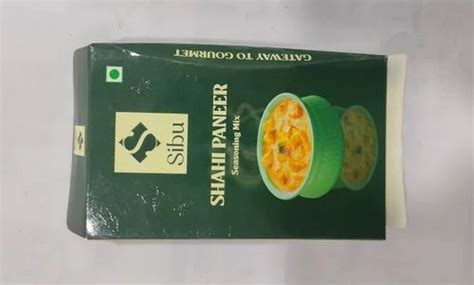 GATEWAY TO GOURMET
Sibu
SHAHI PANEER
Seasoning Mix